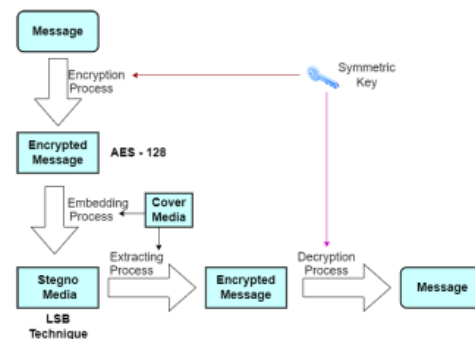 Message
Encryption
Process
Symmetric
Key
Encrypted
Message
AES - 128
Embedding
Process
Cover
Media
Stegno
Media
LSB
Technique
Extracting
Process
Encrypted
Message
Decryption
Process
Message